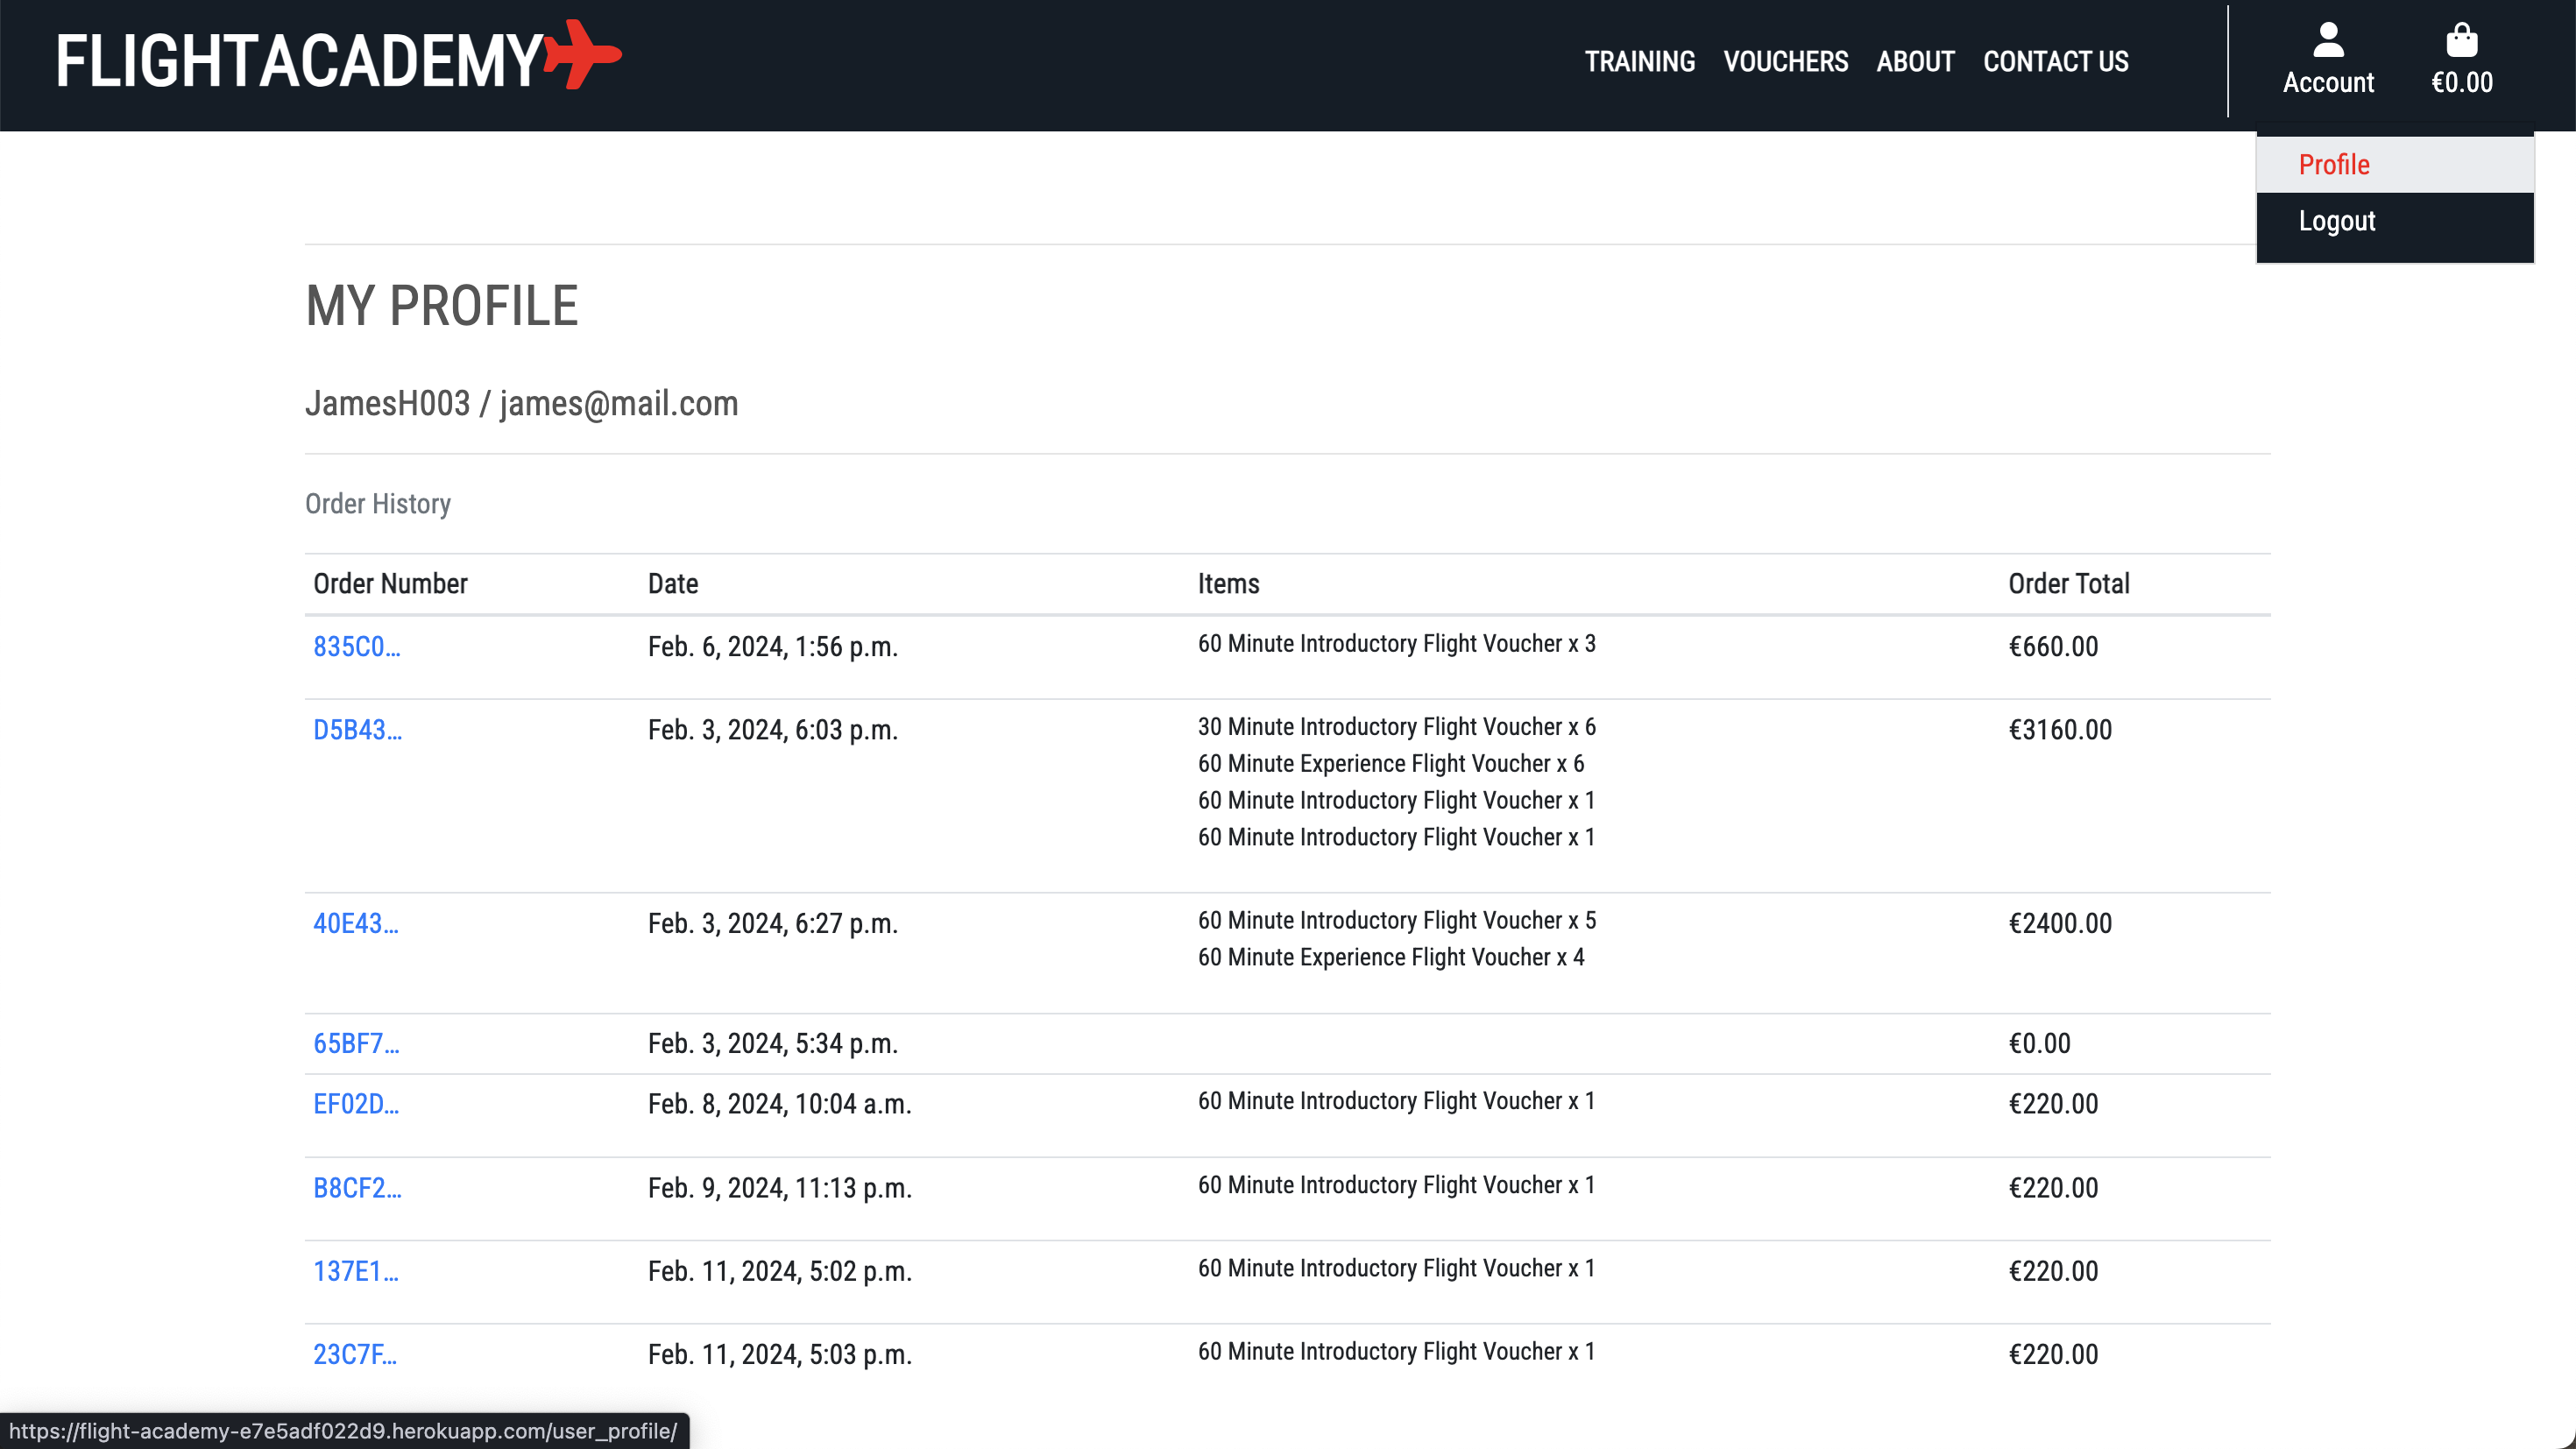 FLIGHTACADEMY
TRAINING VOUCHERS ABOUT CONTACT US
Account €0.00
Profile
Logout
MY PROFILE
JamesH003 / james@mail.com
Order History
Order Number Date Items Order Total
835C0... Feb. 6, 2024, 1:56 p.m. 60 Minute Introductory Flight Voucher x 3 €660.00
D5B43... Feb. 3, 2024, 6:03 p.m. 30 Minute Introductory Flight Voucher x 6 €3160.00
60 Minute Experience Flight Voucher x 6
60 Minute Introductory Flight Voucher x 1
60 Minute Introductory Flight Voucher x 1
40E43... Feb. 3, 2024, 6:27 p.m. 60 Minute Introductory Flight Voucher x 5 €2400.00
60 Minute Experience Flight Voucher x 4
65BF7... Feb. 3, 2024, 5:34 p.m. €0.00
EF02D... Feb. 8, 2024, 10:04 a.m. 60 Minute Introductory Flight Voucher x 1 €220.00
B8CF2... Feb. 9, 2024, 11:13 p.m. 60 Minute Introductory Flight Voucher x 1 €220.00
137E1... Feb. 11, 2024, 5:02 p.m. 60 Minute Introductory Flight Voucher x 1 €220.00
23C7F... Feb. 11, 2024, 5:03 p.m. 60 Minute Introductory Flight Voucher x 1 €220.00
https://flight-academy-e7e5adf022d9.herokuapp.com/user_profile/